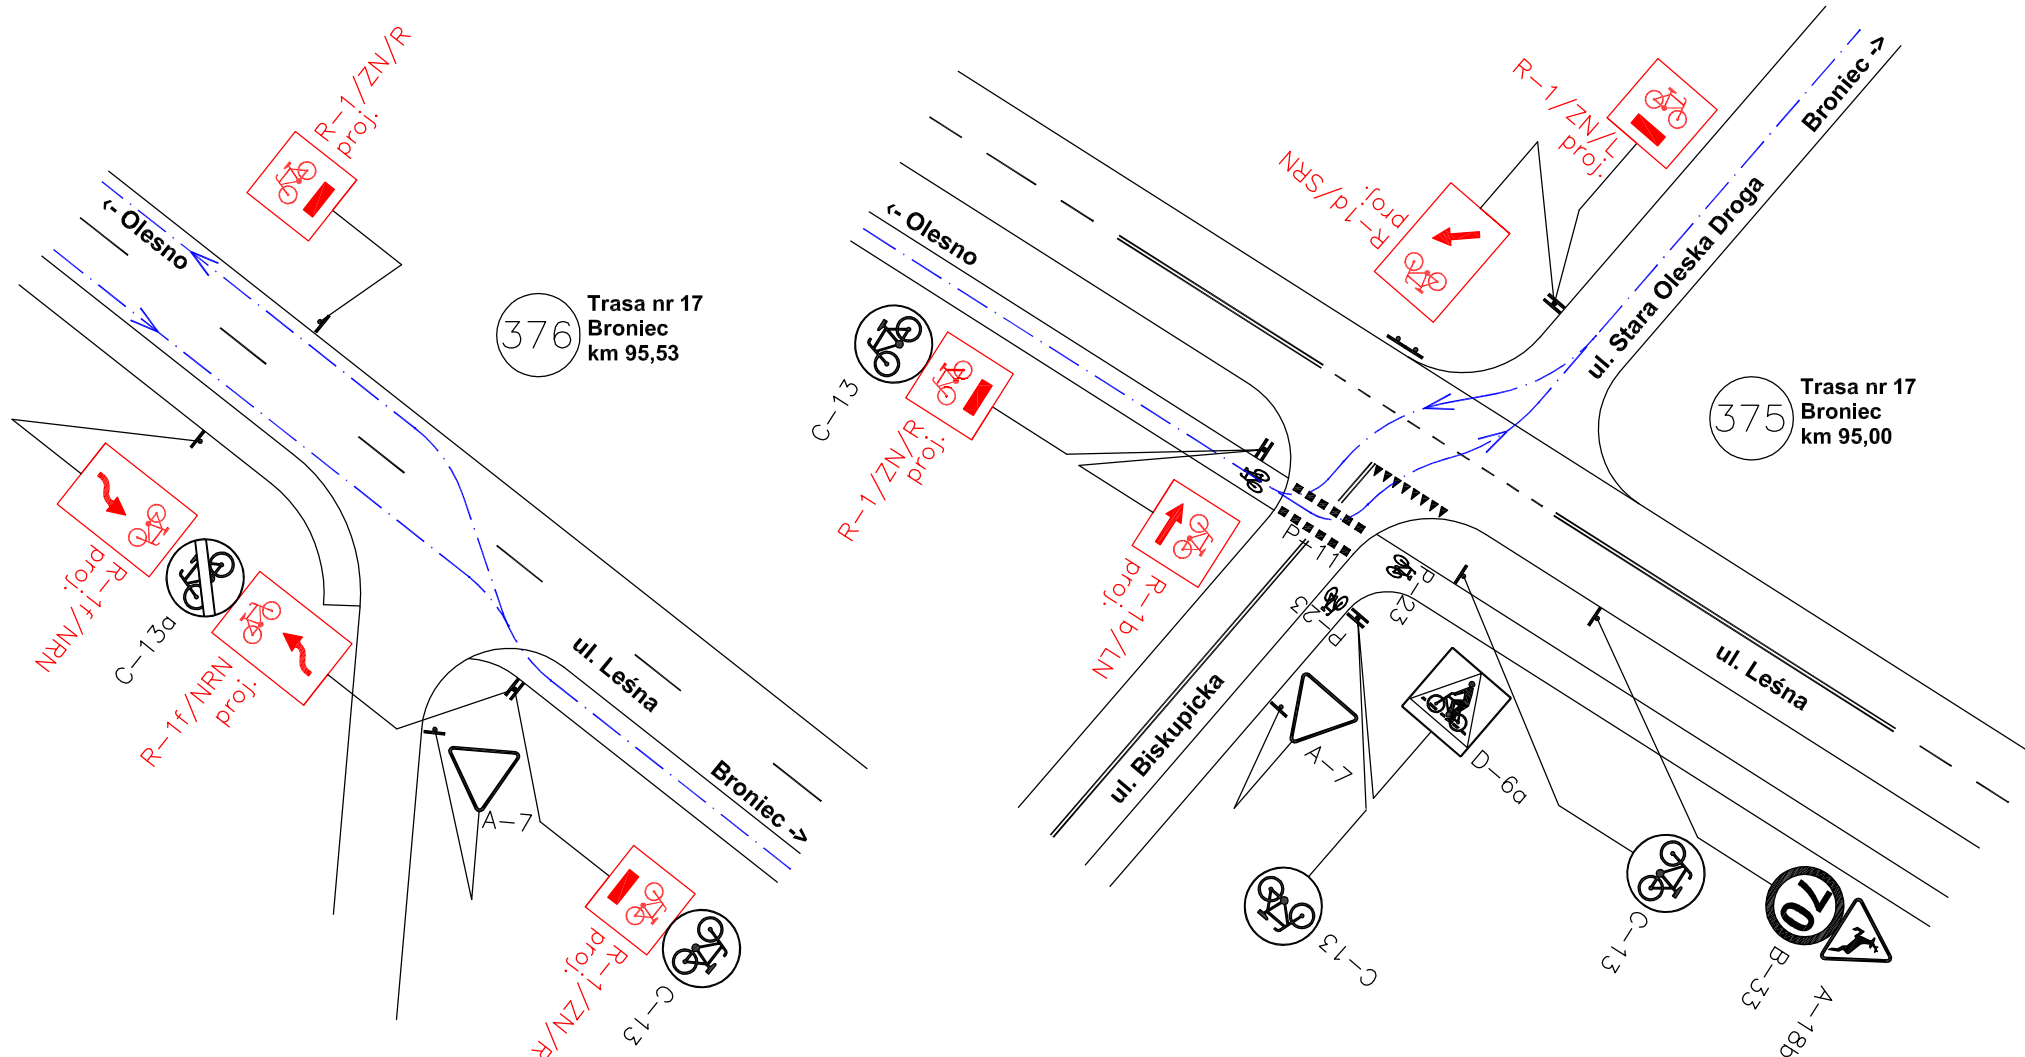 R-1/ZN/R
proj.
<- Olesno
376
Trasa nr 17
Broniec
km 95,53
R-1f/NRN
proj.
C-13a
R-1f/NRN
proj.
A-7
ul. Leśna
Broniec ->
R-1/ZN/R
proj.
C-13
<- Olesno
C-13
R-1/ZN/R
proj.
R-1b/LN
proj.
R-1d/SRN
proj.
R-1/ZN/L
proj.
Broniec ->
ul. Stara Oleska Droga
375
Trasa nr 17
Broniec
km 95,00
P-11
P-23
P-23
ul. Biskupicka
A-7
D-6a
ul. Leśna
C-13
C-13
70
B-33
A-18b